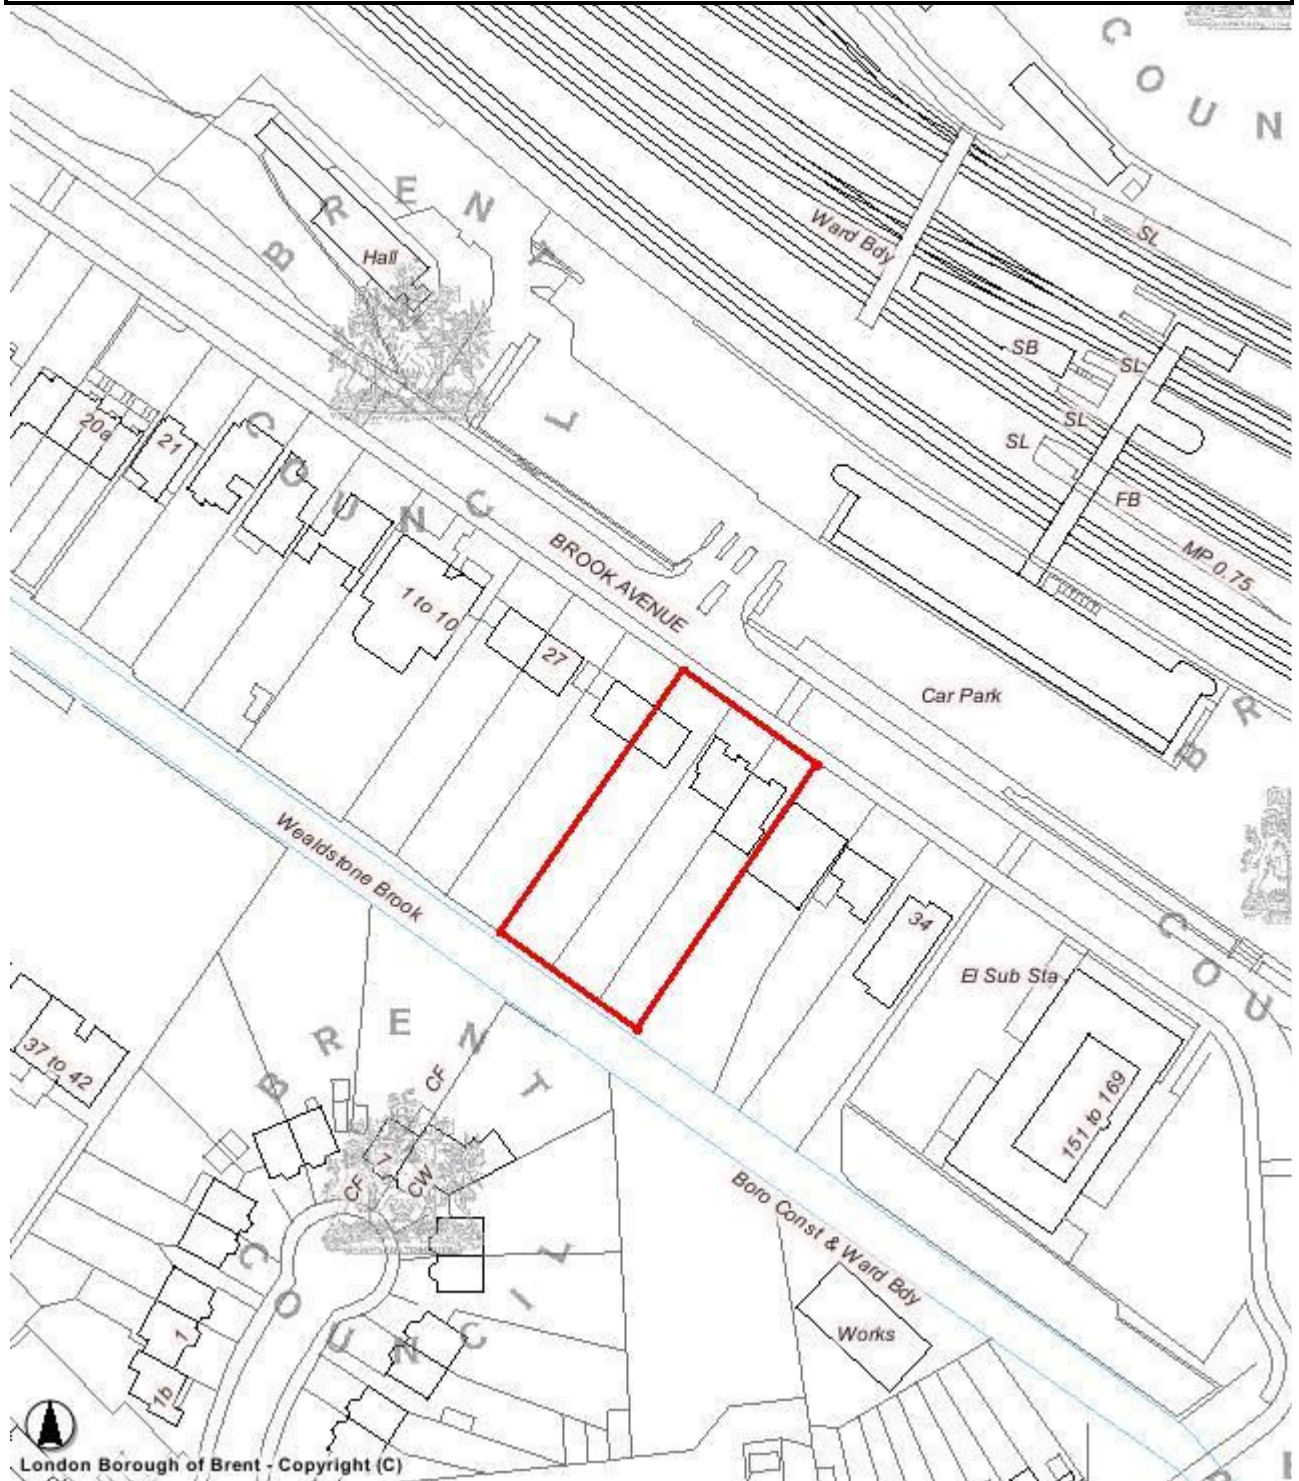 C O U N
B R E N T
Hall
Ward Bdy
SL
SB
SL
SL
SL
FB
MP 0.75
20a
21
C O U N C I L
1 to 10
BROOK AVENUE
27
Car Park
B R
Wealdstone Brook
34
El Sub Sta
C O U
151 to 169
37 to 42
B R E N T
CF
7
CF
CW
C O U N C I L
Boro Const & Ward Bdy
Works
1
1b
London Borough of Brent - Copyright (C)